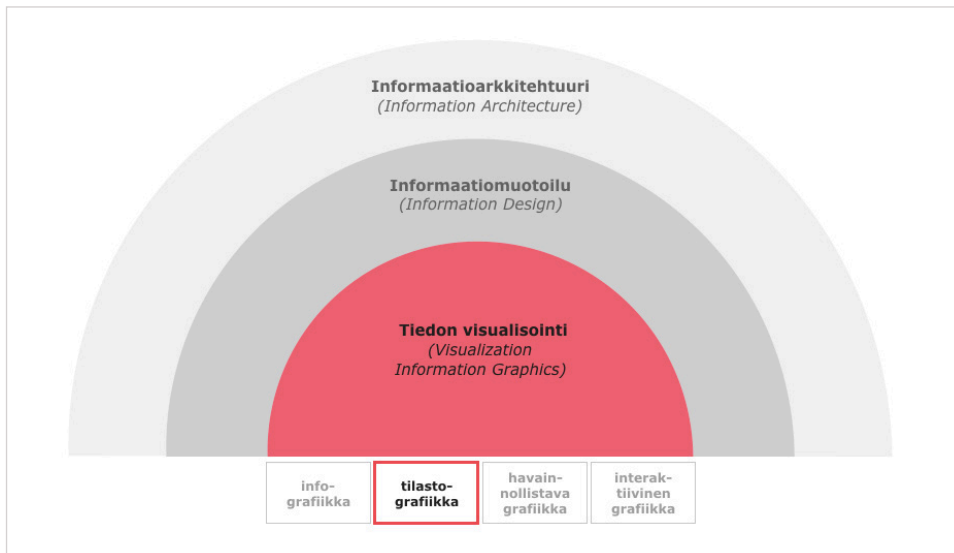 Informaatioarkkitehtuuri
(Information Architecture)
Informaatiomuotoilu
(Information Design)
Tiedon visualisointi
(Visualization
Information Graphics)
info-
grafiikka
tilasto-
grafiikka
havain-
nollistava
grafiikka
interak-
tiivinen
grafiikka